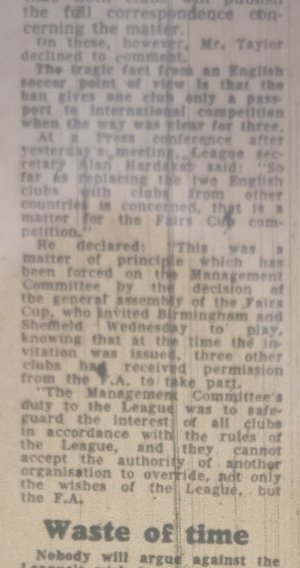 the full correspondence con-
cerning the matter.
On these, however, Mr. Taylor
declined to comment.
The tragic fact from an English
soccer point of view is that the
ban gives one club only a pass-
port to international competition
when the way was clear for three.
At a Press conference after
yesterday's meeting, League sec-
retary Alan Hardaker said: "So
far as replacing the two English
clubs with clubs from other
countries is concerned, that is a
matter for the Fairs Cup com-
petition."
He declared: "This was a
matter of principle which has
been forced on the Management
Committee by the decision of
the general assembly of the Fairs
Cup, who invited Birmingham and
Sheffield Wednesday to play,
knowing that at the time the in-
vitation was issued, three other
clubs had received permission
from the F.A. to take part.
"The Management Committee's
duty to the League was to safe-
guard the interest of all clubs
in accordance with the rules of
the League, and they cannot
accept the authority of another
organisation to override, not only
the wishes of the League, but
the F.A.
Waste of time
Nobody will argue against the